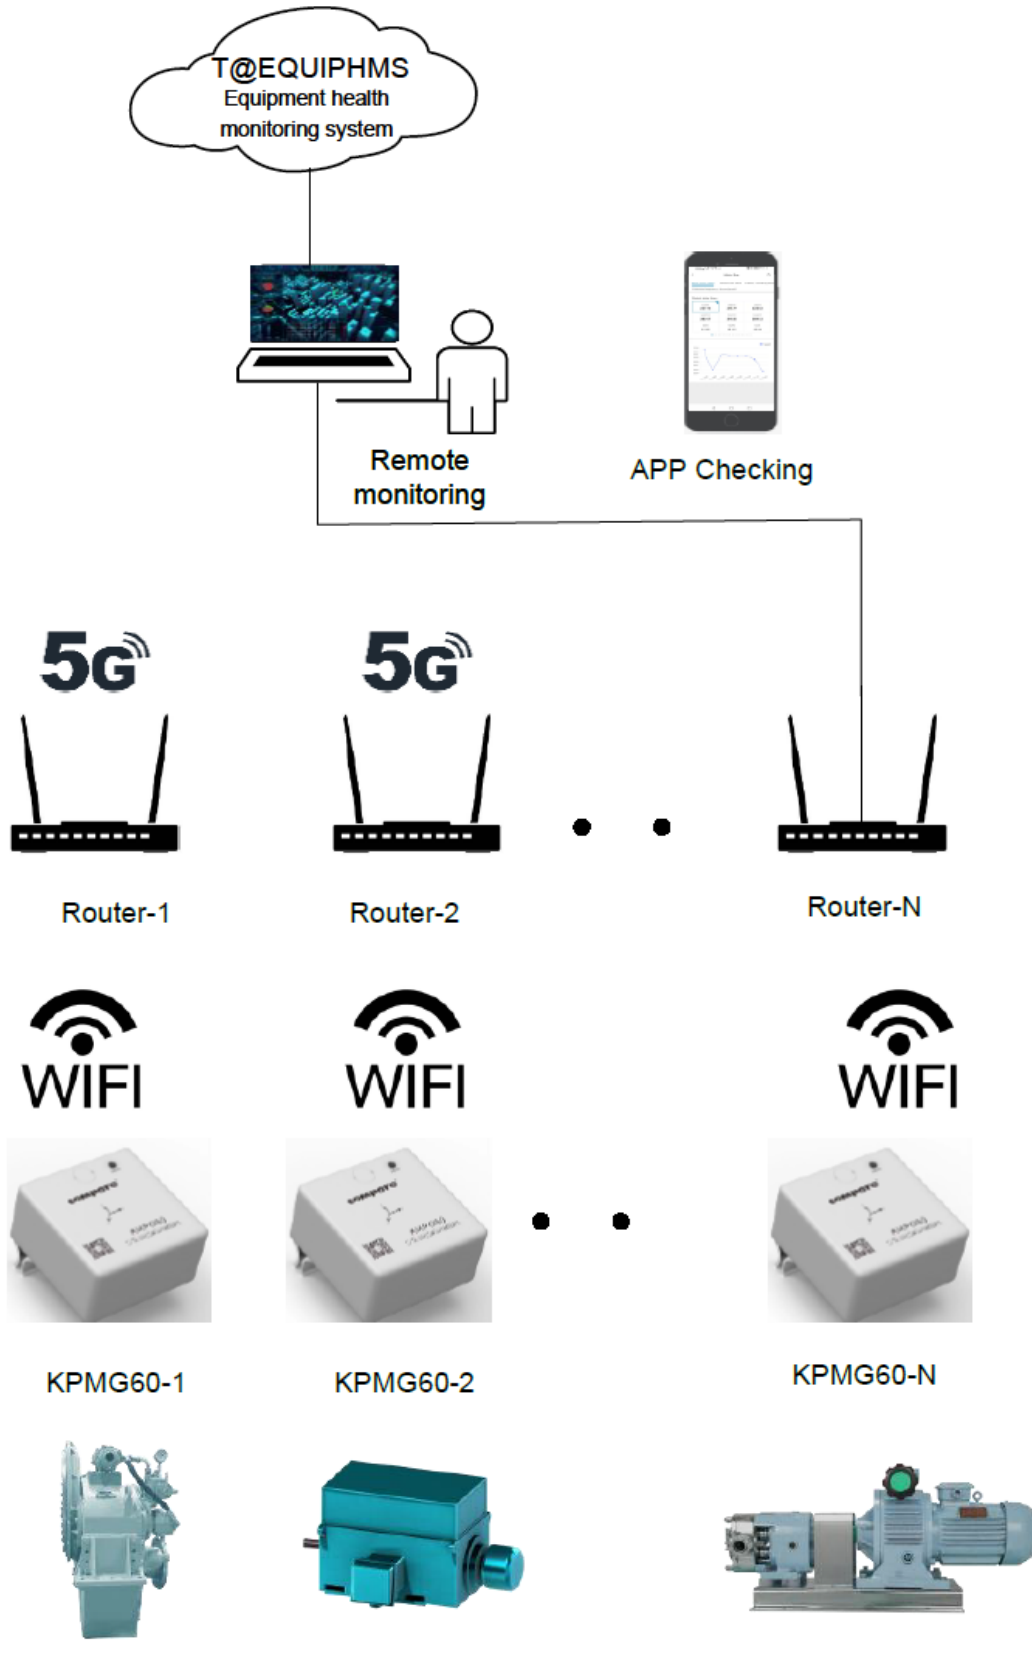 T@EQUIPHMS
Equipment health
monitoring system
Remote
monitoring
APP Checking
5G
5G
Router-1
Router-2
Router-N
WIFI
WIFI
WIFI
KPMG60-1
KPMG60-2
KPMG60-N